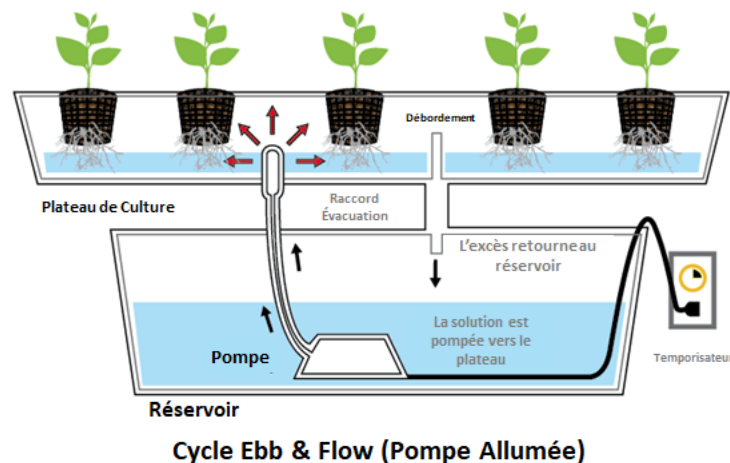 Débordement
Plateau de Culture
Raccord
Évacuation
L'excès retourneau
réservoir
La solution est
pompée vers le
plateau
Pompe
Temporisateur
Réservoir
Cycle Ebb & Flow (Pompe Allumée)